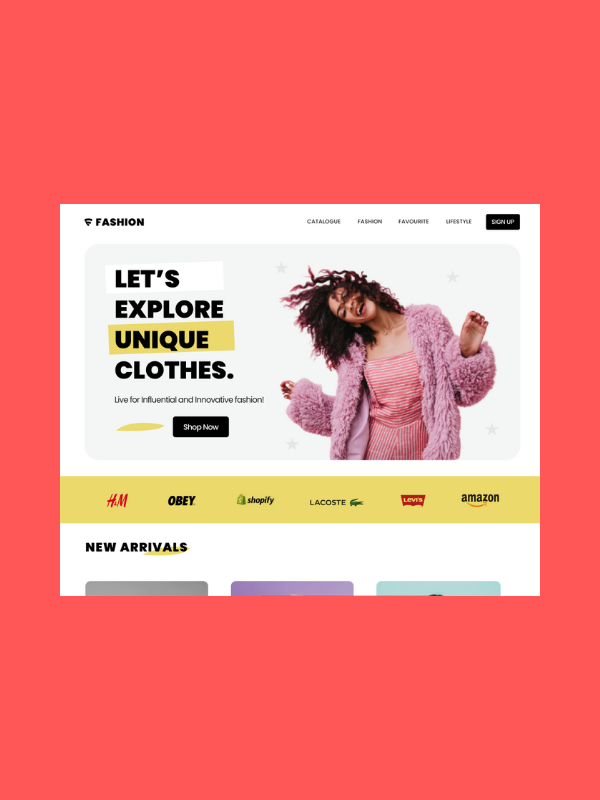 FASHION
CATALOGUE FASHION FAVOURITE LIFESTYLE SIGN UP
LET'S
EXPLORE
UNIQUE
CLOTHES.
Live for Influential and Innovative fashion!
Shop Now
H&M OBEY shopify LACOSTE Levi's amazon
NEW ARRIVALS